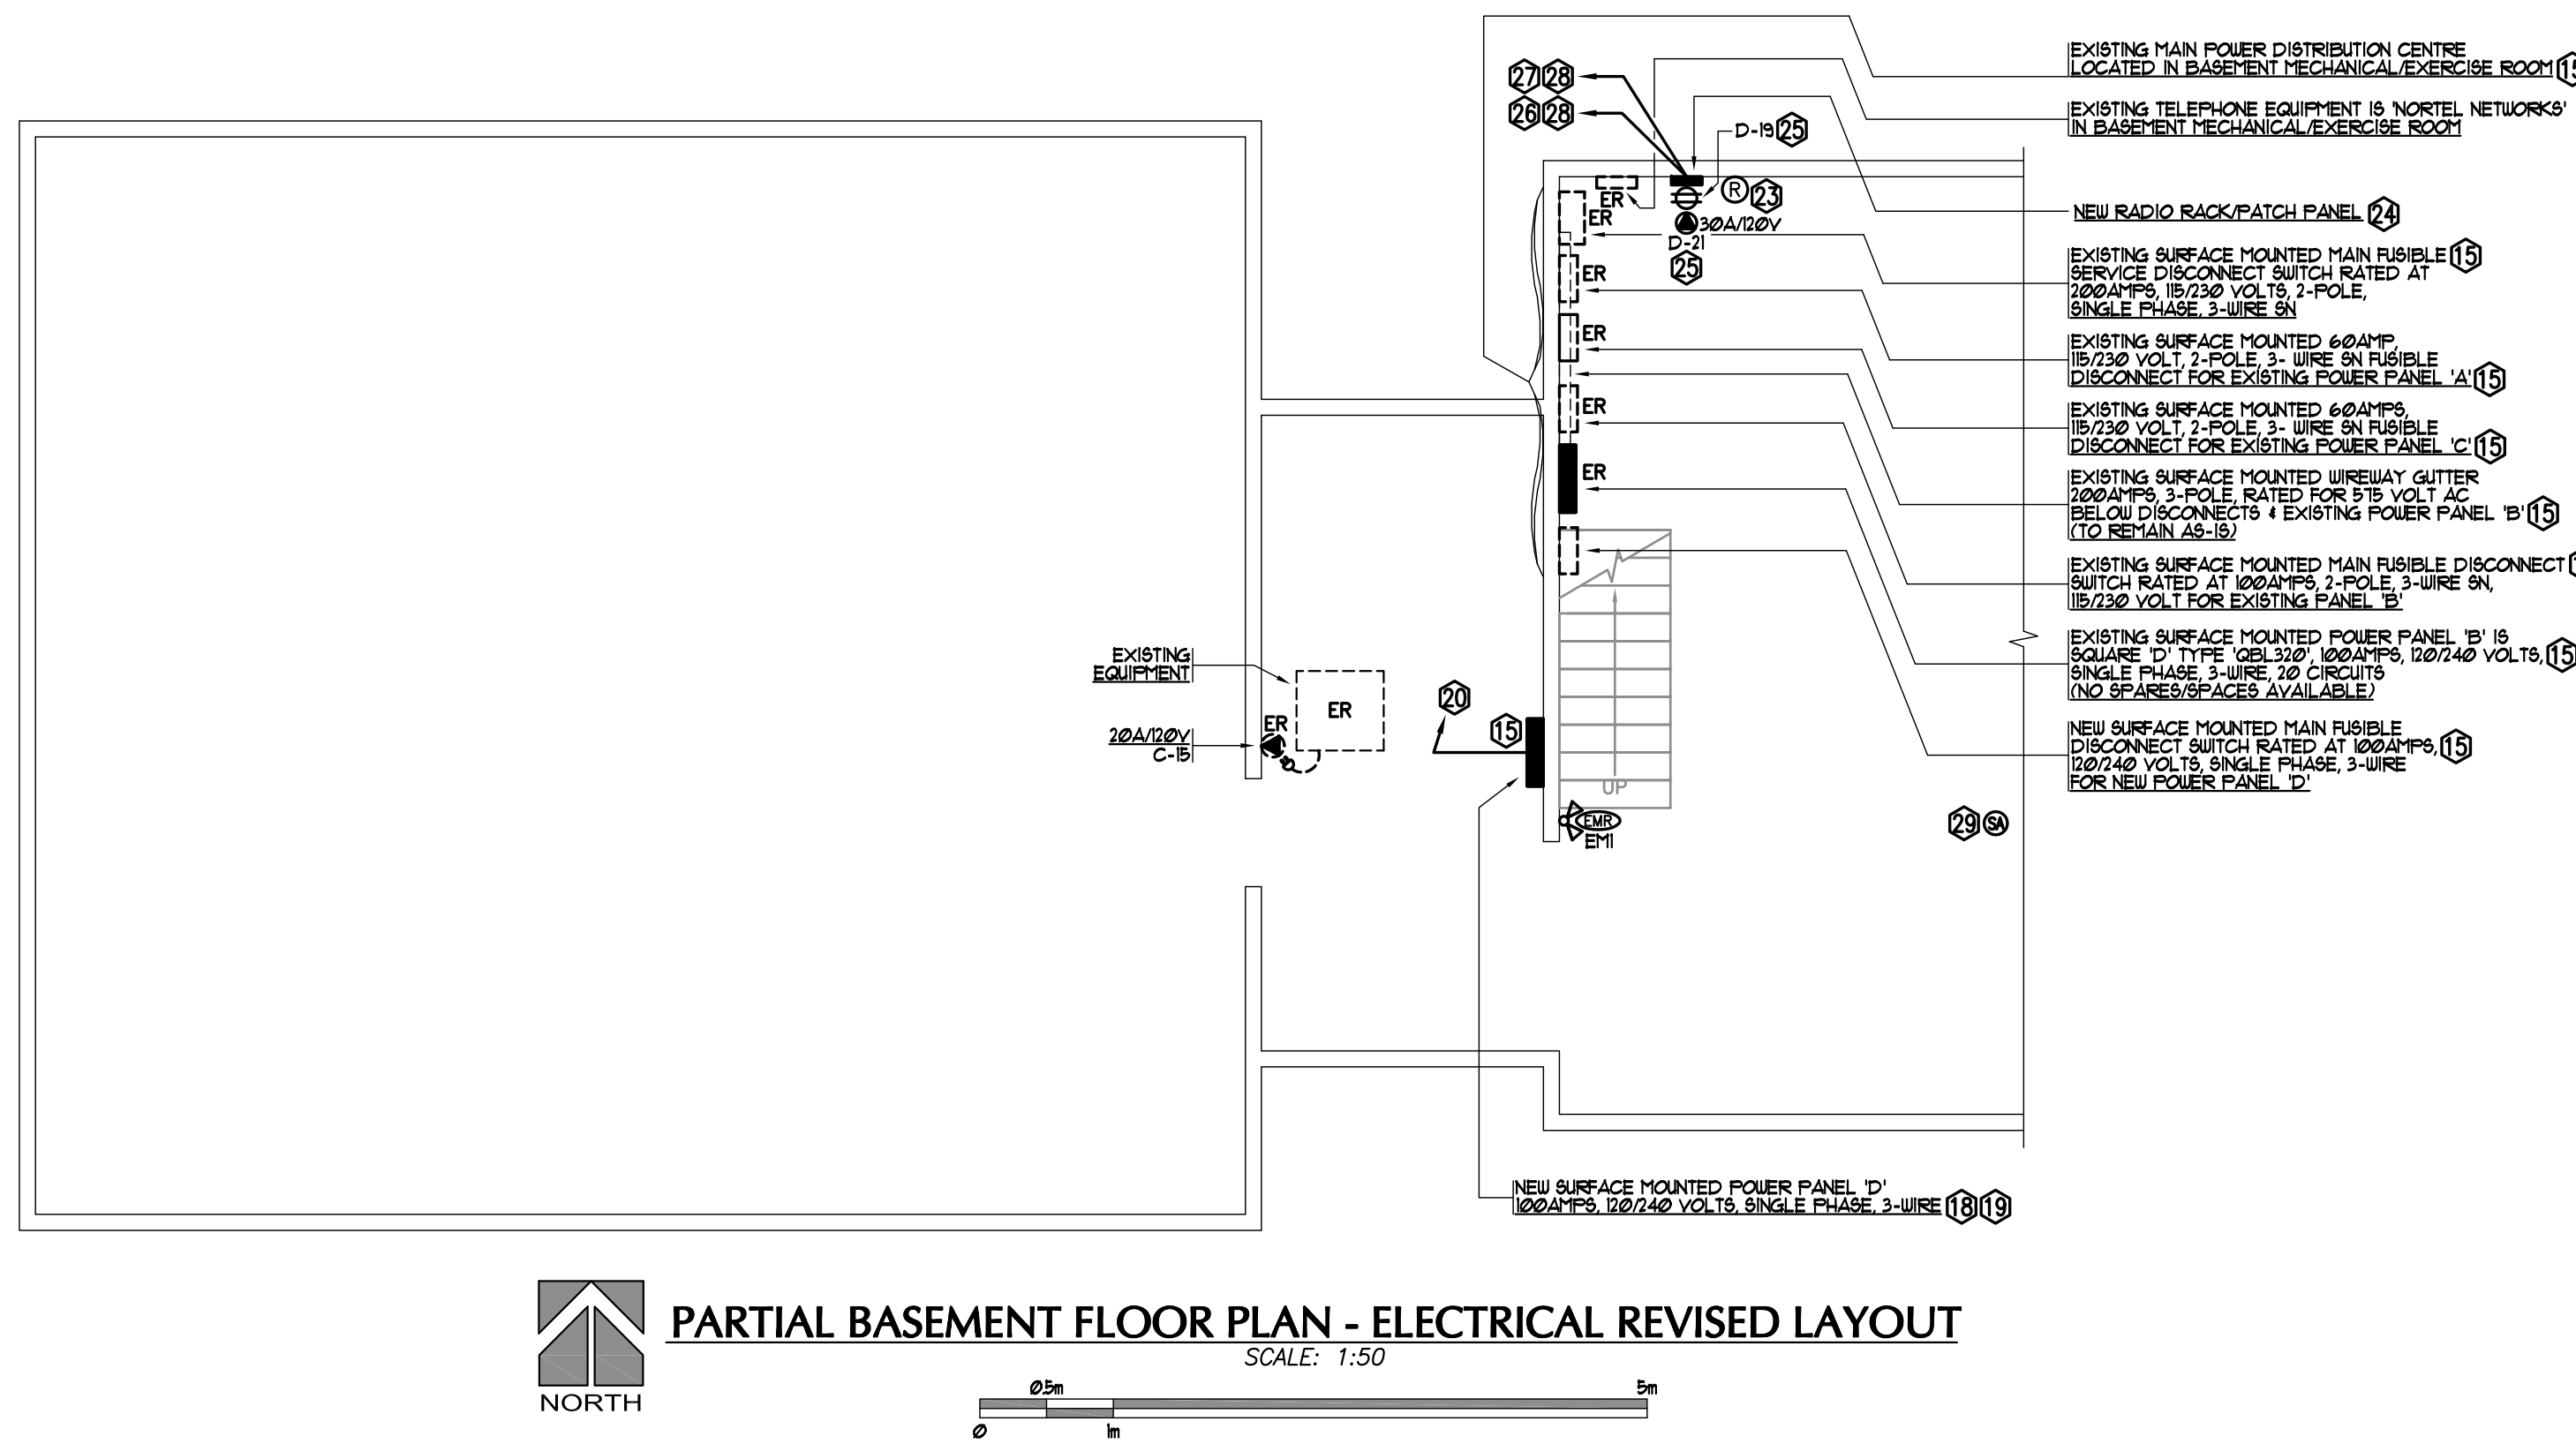 EXISTING MAIN POWER DISTRIBUTION CENTRE
LOCATED IN BASEMENT MECHANICAL/EXERCISE ROOM
EXISTING TELEPHONE EQUIPMENT IS 'NORTEL NETWORKS'
IN BASEMENT MECHANICAL/EXERCISE ROOM
NEW RADIO RACK/PATCH PANEL 24
EXISTING SURFACE MOUNTED MAIN FUSIBLE 15
SERVICE DISCONNECT SWITCH RATED AT
200AMPS, 115/230 VOLTS, 2-POLE,
SINGLE PHASE, 3-WIRE SN
EXISTING SURFACE MOUNTED 60AMP,
115/230 VOLT, 2-POLE, 3- WIRE SN FUSIBLE
DISCONNECT FOR EXISTING POWER PANEL 'A' 15
EXISTING SURFACE MOUNTED 60AMPS,
115/230 VOLT, 2-POLE, 3- WIRE SN FUSIBLE
DISCONNECT FOR EXISTING POWER PANEL 'C' 15
EXISTING SURFACE MOUNTED WIREWAY GUTTER
200AMPS, 3-POLE, RATED FOR 575 VOLT AC
BELOW DISCONNECTS & EXISTING POWER PANEL 'B' 15
(TO REMAIN AS-IS)
EXISTING SURFACE MOUNTED MAIN FUSIBLE DISCONNECT
SWITCH RATED AT 100AMPS, 2-POLE, 3-WIRE SN,
115/230 VOLT FOR EXISTING PANEL 'B'
EXISTING SURFACE MOUNTED POWER PANEL 'B' IS
SQUARE 'D' TYPE 'QBL320', 100AMPS, 120/240 VOLTS, 15
SINGLE PHASE, 3-WIRE, 20 CIRCUITS
(NO SPARES/SPACES AVAILABLE)
NEW SURFACE MOUNTED MAIN FUSIBLE
DISCONNECT SWITCH RATED AT 100AMPS, 15
120/240 VOLTS, SINGLE PHASE, 3-WIRE
FOR NEW POWER PANEL 'D'
27 28
26 28
D-19 25
R 23
30A/120V
D-21
25
ER
ER
ER
ER
ER
ER
EXISTING
EQUIPMENT
ER
ER
20A/120V
C-15
20
15
UP
EMR
EM1
29 SA
NEW SURFACE MOUNTED POWER PANEL 'D'
100AMPS, 120/240 VOLTS, SINGLE PHASE, 3-WIRE 18 19
NORTH
PARTIAL BASEMENT FLOOR PLAN - ELECTRICAL REVISED LAYOUT
SCALE: 1:50
0.5m 5m
0 1m